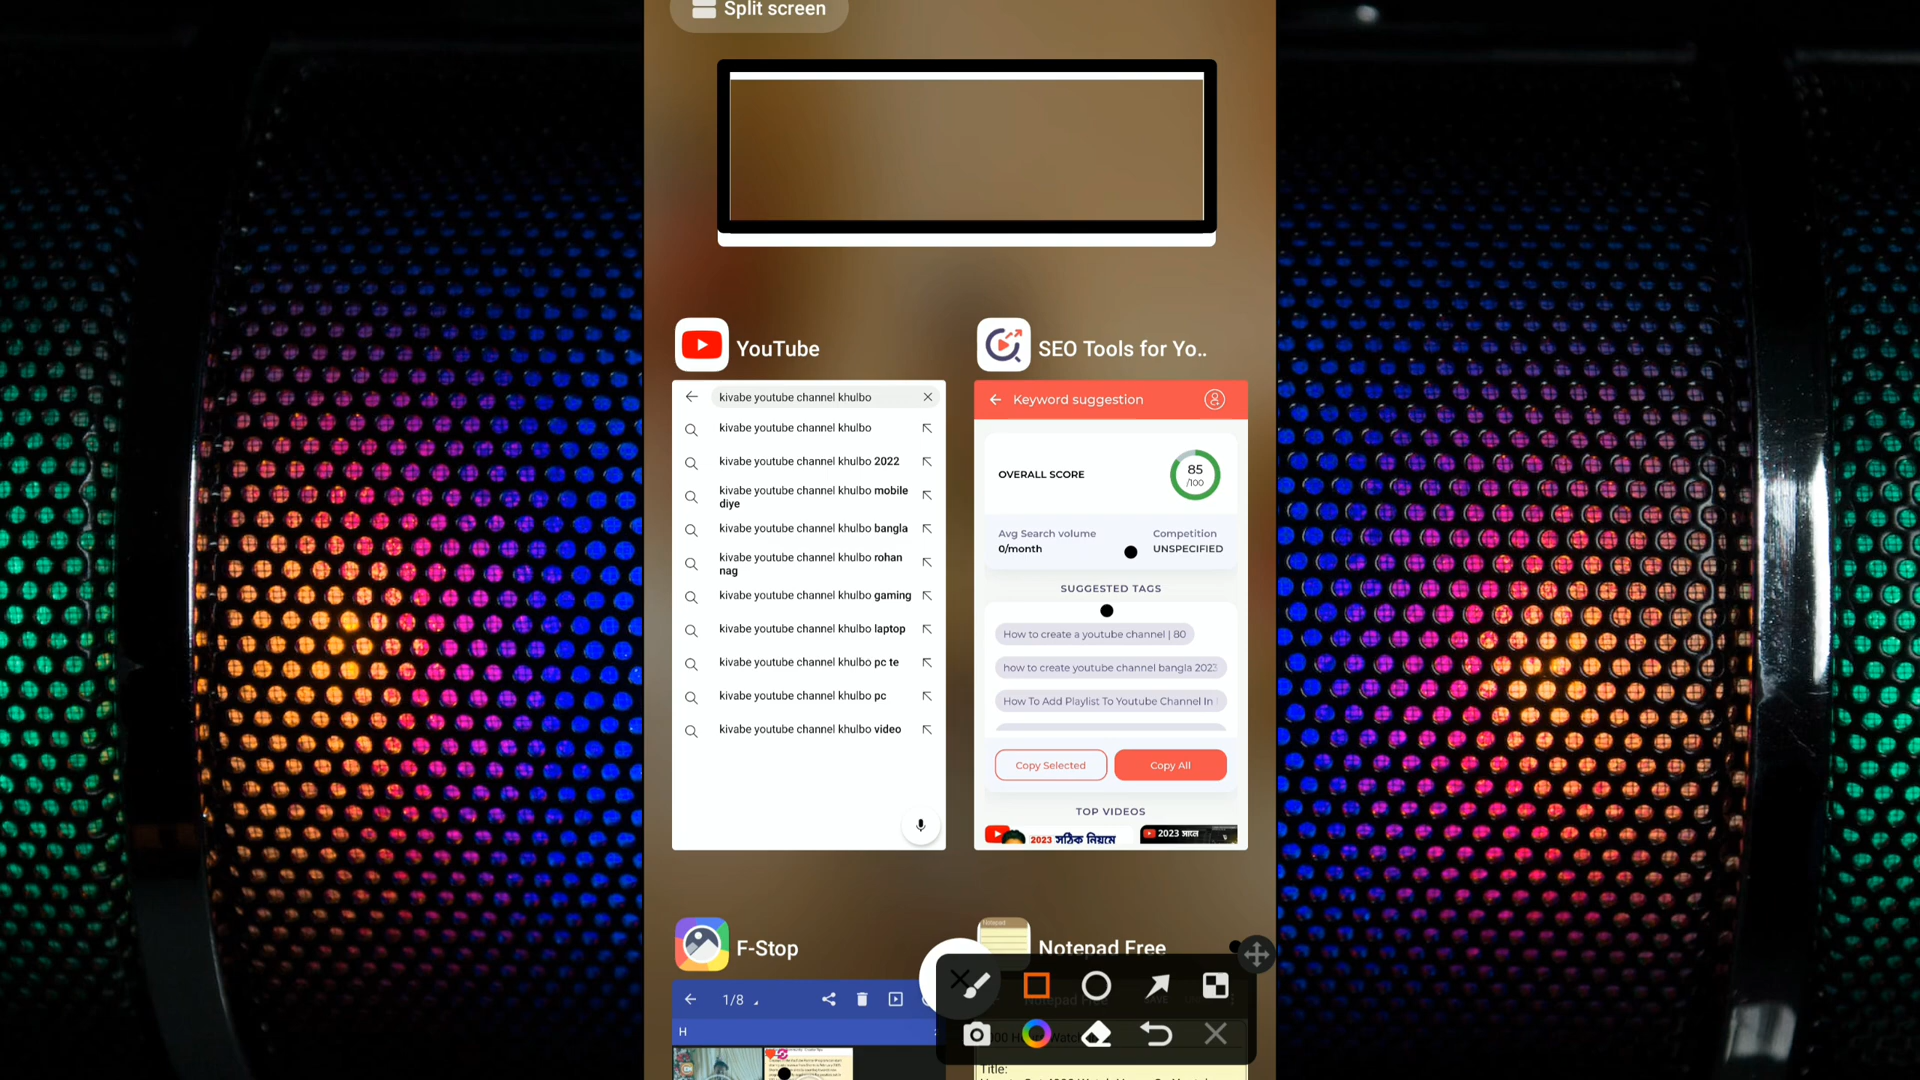 Split screen
YouTube
kivabe youtube channel khulbo
kivabe youtube channel khulbo
kivabe youtube channel khulbo 2022
kivabe youtube channel khulbo mobile
diye
kivabe youtube channel khulbo bangla
kivabe youtube channel khulbo rohan
nag
kivabe youtube channel khulbo gaming
kivabe youtube channel khulbo laptop
kivabe youtube channel khulbo pc te
kivabe youtube channel khulbo pc
kivabe youtube channel khulbo video
SEO Tools for Yo..
Keyword suggestion
OVERALL SCORE
85
/100
Avg Search volume
0/month
Competition
UNSPECIFIED
SUGGESTED TAGS
How to create a youtube channel | 80
how to create youtube channel bangla 2023
How To Add Playlist To Youtube Channel In
Copy Selected
Copy All
TOP VIDEOS
2023 সঠিক নিয়মে
2023 সালে
F-Stop
1/8
H
Notepad Free
Notepad
Title: